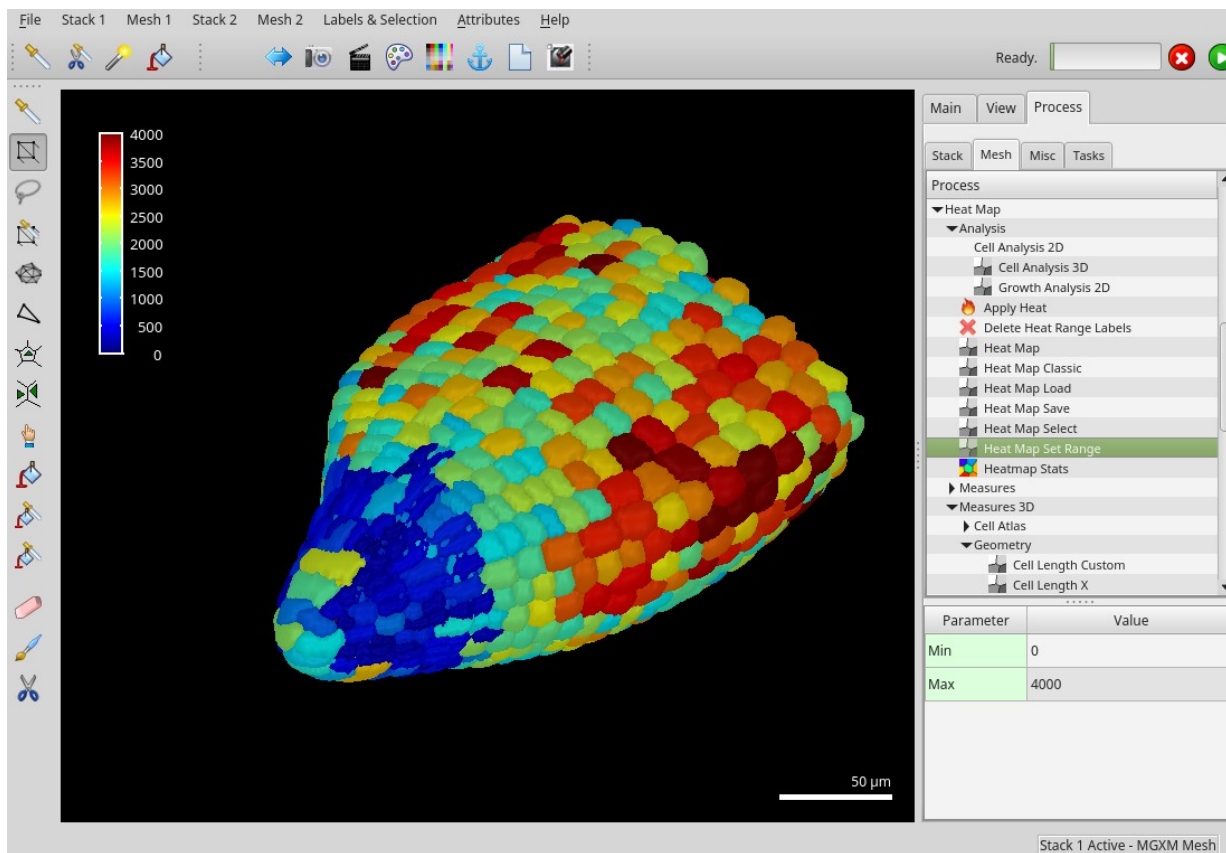 File Stack 1 Mesh 1 Stack 2 Mesh 2 Labels & Selection Attributes Help
Ready.
Main View Process
Stack Mesh Misc Tasks
Process
Heat Map
Analysis
Cell Analysis 2D
Cell Analysis 3D
Growth Analysis 2D
Apply Heat
Delete Heat Range Labels
Heat Map
Heat Map Classic
Heat Map Load
Heat Map Save
Heat Map Select
Heat Map Set Range
Heatmap Stats
Measures
Measures 3D
Cell Atlas
Geometry
Cell Length Custom
Cell Length X
Parameter Value
Min 0
Max 4000
4000
3500
3000
2500
2000
1500
1000
500
0
50 µm
Stack 1 Active - MGXM Mesh